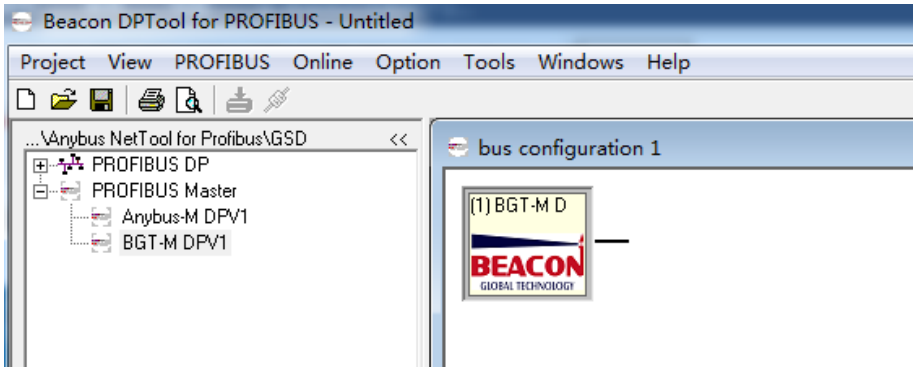 Beacon DPTool for PROFIBUS - Untitled
Project View PROFIBUS Online Option Tools Windows Help
...\Anybus NetTool for Profibus\GSD <<
PROFIBUS DP
PROFIBUS Master
Anybus-M DPV1
BGT-M DPV1
bus configuration 1
(1) BGT-M D
BEACON
GLOBAL TECHNOLOGY